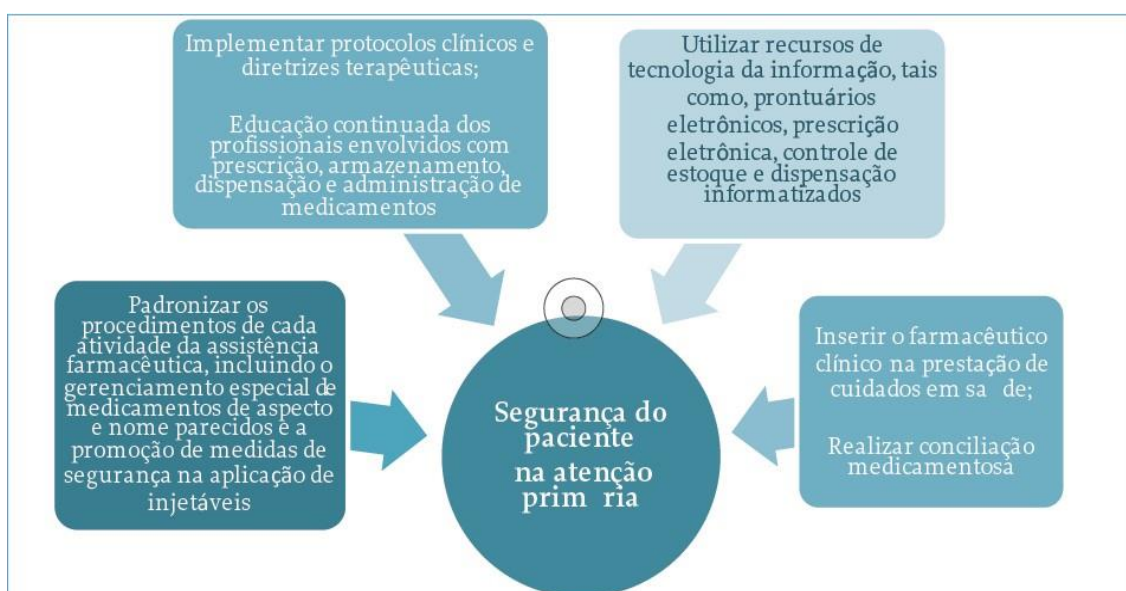 Implementar protocolos clínicos e
diretrizes terapêuticas;
Educação continuada dos
profissionais envolvidos com
prescrição, armazenamento,
dispensação e administração de
medicamentos
Utilizar recursos de
tecnologia da informação, tais
como, prontuários
eletrônicos, prescrição
eletrônica, controle de
estoque e dispensação
informatizados
Padronizar os
procedimentos de cada
atividade da assistência
farmacêutica, incluindo o
gerenciamento especial de
medicamentos de aspecto
e nome parecidos e a
promoção de medidas de
segurança na aplicação de
injetáveis
Segurança do
paciente
na atenção
prim ria
Inserir o farmacêutico
clínico na prestação de
cuidados em sa de;
Realizar conciliação
medicamentosa